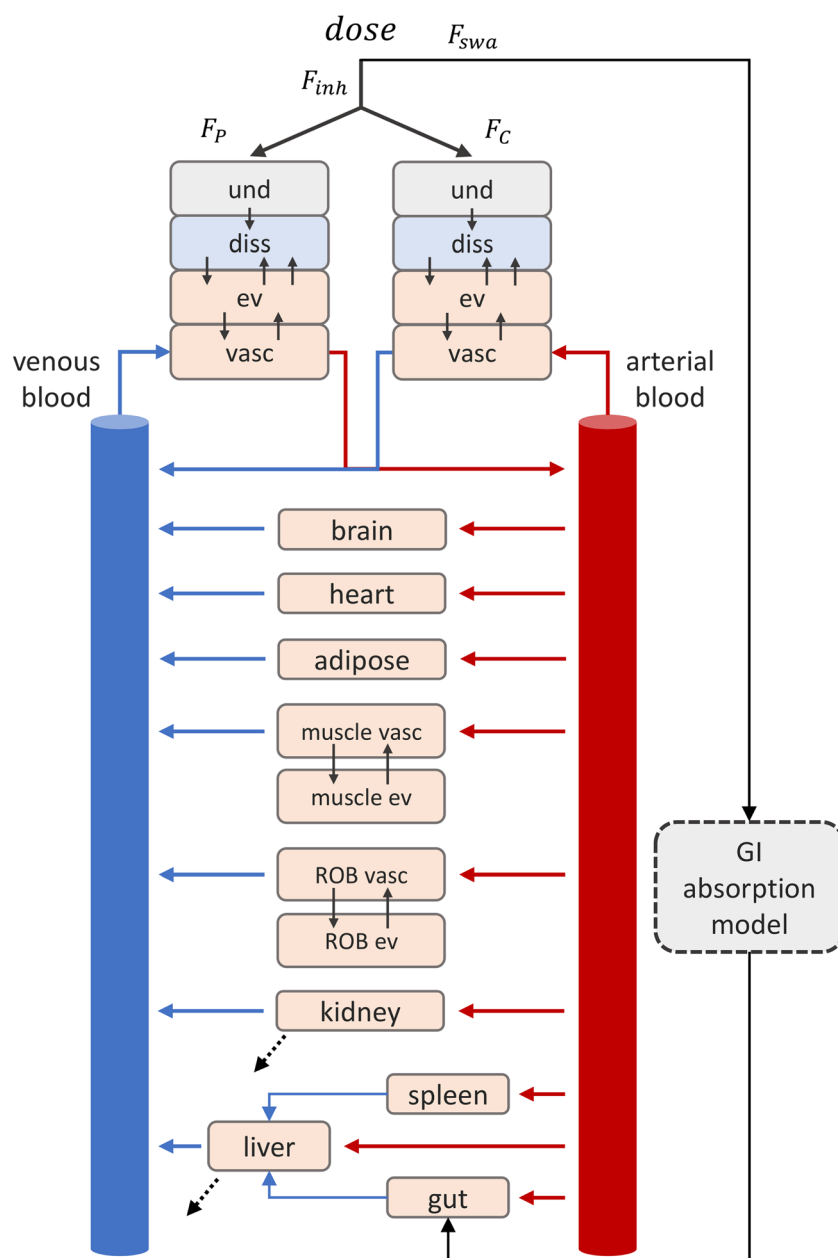 dose
F_swa
F_inh
F_P
F_C
und
und
diss
diss
ev
ev
vasc
vasc
venous
blood
arterial
blood
brain
heart
adipose
muscle vasc
muscle ev
GI
absorption
model
ROB vasc
ROB ev
kidney
spleen
liver
gut